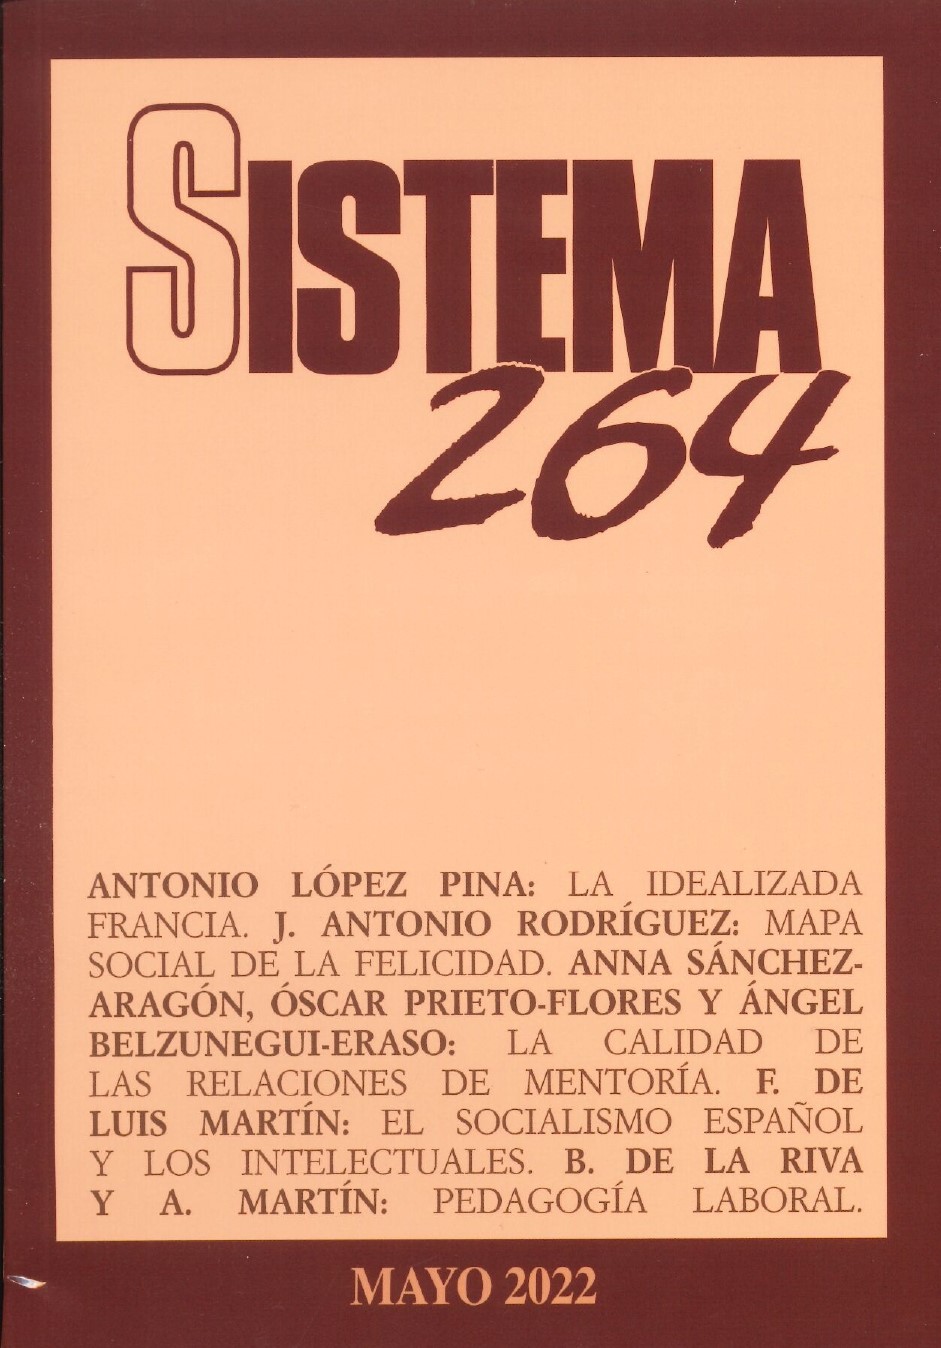 SISTEMA
264
ANTONIO LÓPEZ PINA: LA IDEALIZADA
FRANCIA. J. ANTONIO RODRÍGUEZ: MAPA
SOCIAL DE LA FELICIDAD. ANNA SÁNCHEZ-
ARAGÓN, ÓSCAR PRIETO-FLORES Y ÁNGEL
BELZUNEGUI-ERASO: LA CALIDAD DE
LAS RELACIONES DE MENTORÍA. F. DE
LUIS MARTÍN: EL SOCIALISMO ESPAÑOL
Y LOS INTELECTUALES. B. DE LA RIVA
Y A. MARTÍN: PEDAGOGÍA LABORAL.
MAYO 2022